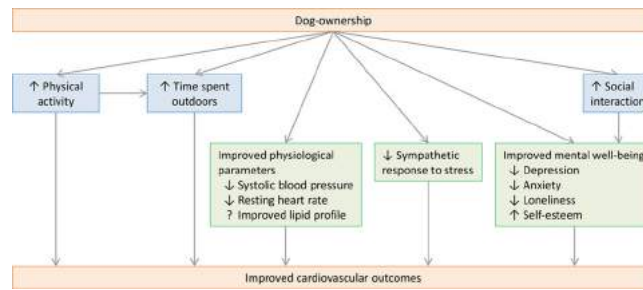 Dog-ownership
↑ Physical
activity
↑ Time spent
outdoors
↑ Social
interaction
Improved physiological
parameters
↓ Systolic blood pressure
↓ Resting heart rate
? Improved lipid profile
↓ Sympathetic
response to stress
Improved mental well-being
↓ Depression
↓ Anxiety
↓ Loneliness
↑ Self-esteem
Improved cardiovascular outcomes